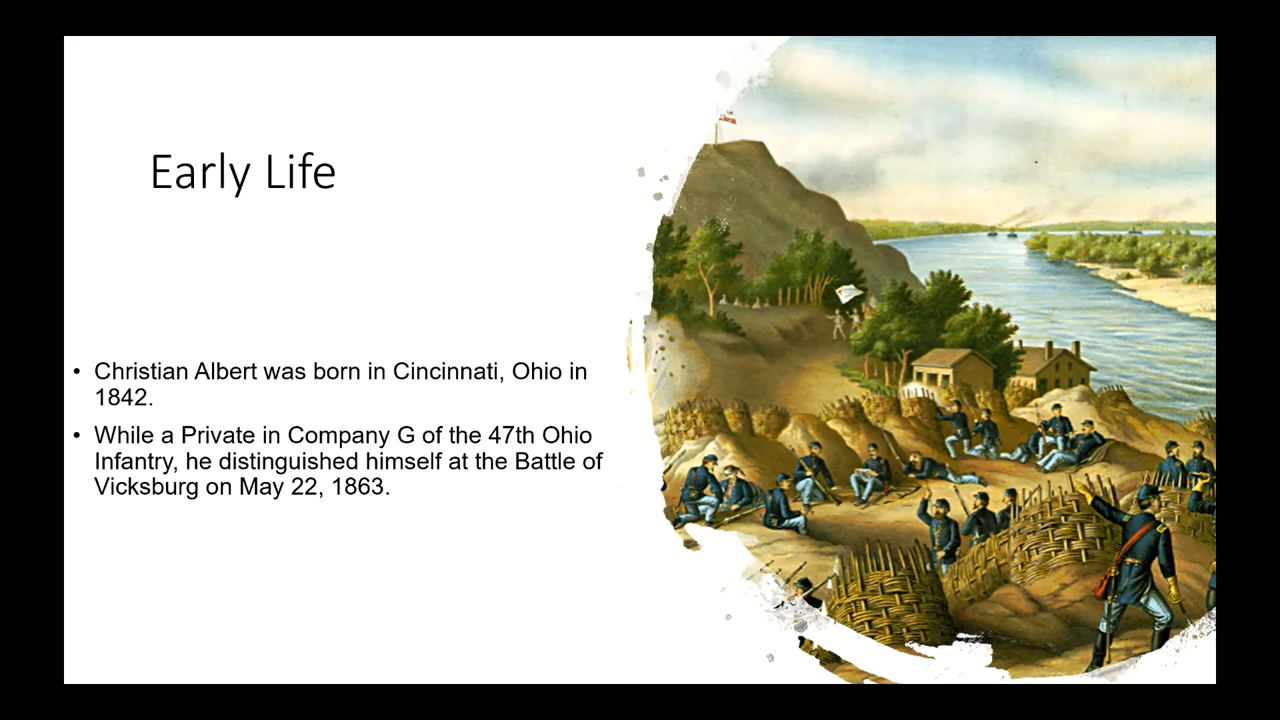 Early Life
• Christian Albert was born in Cincinnati, Ohio in
1842.
• While a Private in Company G of the 47th Ohio
Infantry, he distinguished himself at the Battle of
Vicksburg on May 22, 1863.